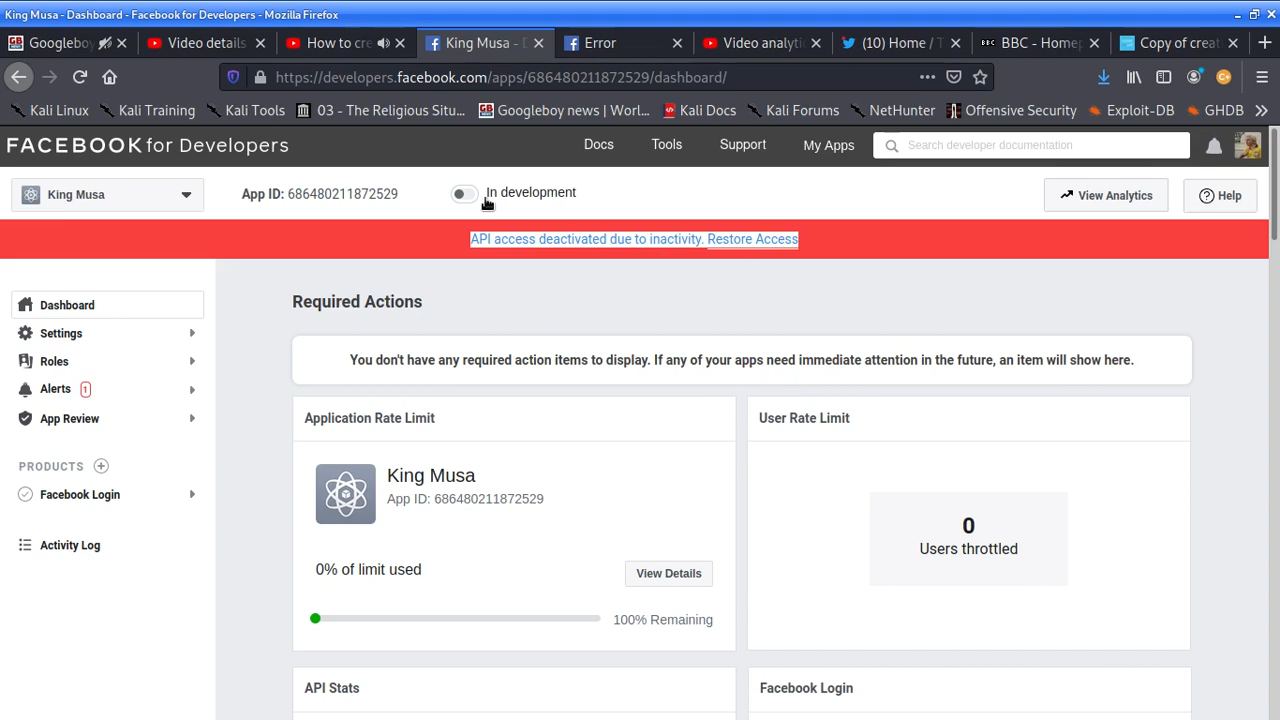 King Musa - Dashboard - Facebook for Developers - Mozilla Firefox
Googleboy
Video details
How to cre
King Musa - D
Error
Video analyti
(10) Home / T
BBC - Homep
Copy of creat
https://developers.facebook.com/apps/686480211872529/dashboard/
Kali Linux
Kali Training
Kali Tools
03 - The Religious Situ...
Googleboy news | Worl...
Kali Docs
Kali Forums
NetHunter
Offensive Security
Exploit-DB
GHDB
FACEBOOK for Developers
Docs
Tools
Support
My Apps
Search developer documentation
King Musa
App ID: 686480211872529
In development
View Analytics
Help
API access deactivated due to inactivity. Restore Access
Dashboard
Settings
Roles
Alerts 1
App Review
PRODUCTS
Facebook Login
Activity Log
Required Actions
You don't have any required action items to display. If any of your apps need immediate attention in the future, an item will show here.
Application Rate Limit
King Musa
App ID: 686480211872529
0% of limit used
View Details
100% Remaining
User Rate Limit
0
Users throttled
API Stats
Facebook Login